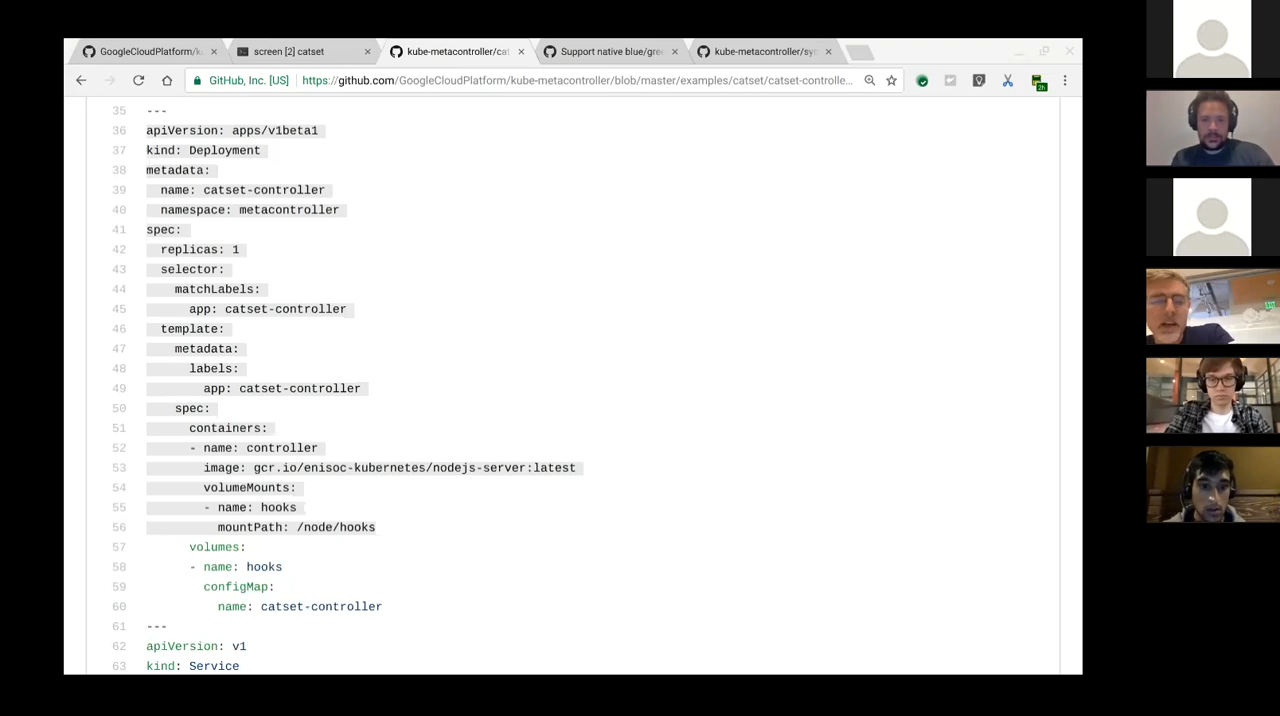 GoogleCloudPlatform/k
screen [2] catset
kube-metacontroller/cat
Support native blue/gre
kube-metacontroller/syn
GitHub, Inc. [US]
https://github.com/GoogleCloudPlatform/kube-metacontroller/blob/master/examples/catset/catset-controlle...
2h
35 ---
36 apiVersion: apps/v1beta1
37 kind: Deployment
38 metadata:
39 name: catset-controller
40 namespace: metacontroller
41 spec:
42 replicas: 1
43 selector:
44 matchLabels:
45 app: catset-controller
46 template:
47 metadata:
48 labels:
49 app: catset-controller
50 spec:
51 containers:
52 - name: controller
53 image: gcr.io/enisoc-kubernetes/nodejs-server:latest
54 volumeMounts:
55 - name: hooks
56 mountPath: /node/hooks
57 volumes:
58 - name: hooks
59 configMap:
60 name: catset-controller
61 ---
62 apiVersion: v1
63 kind: Service